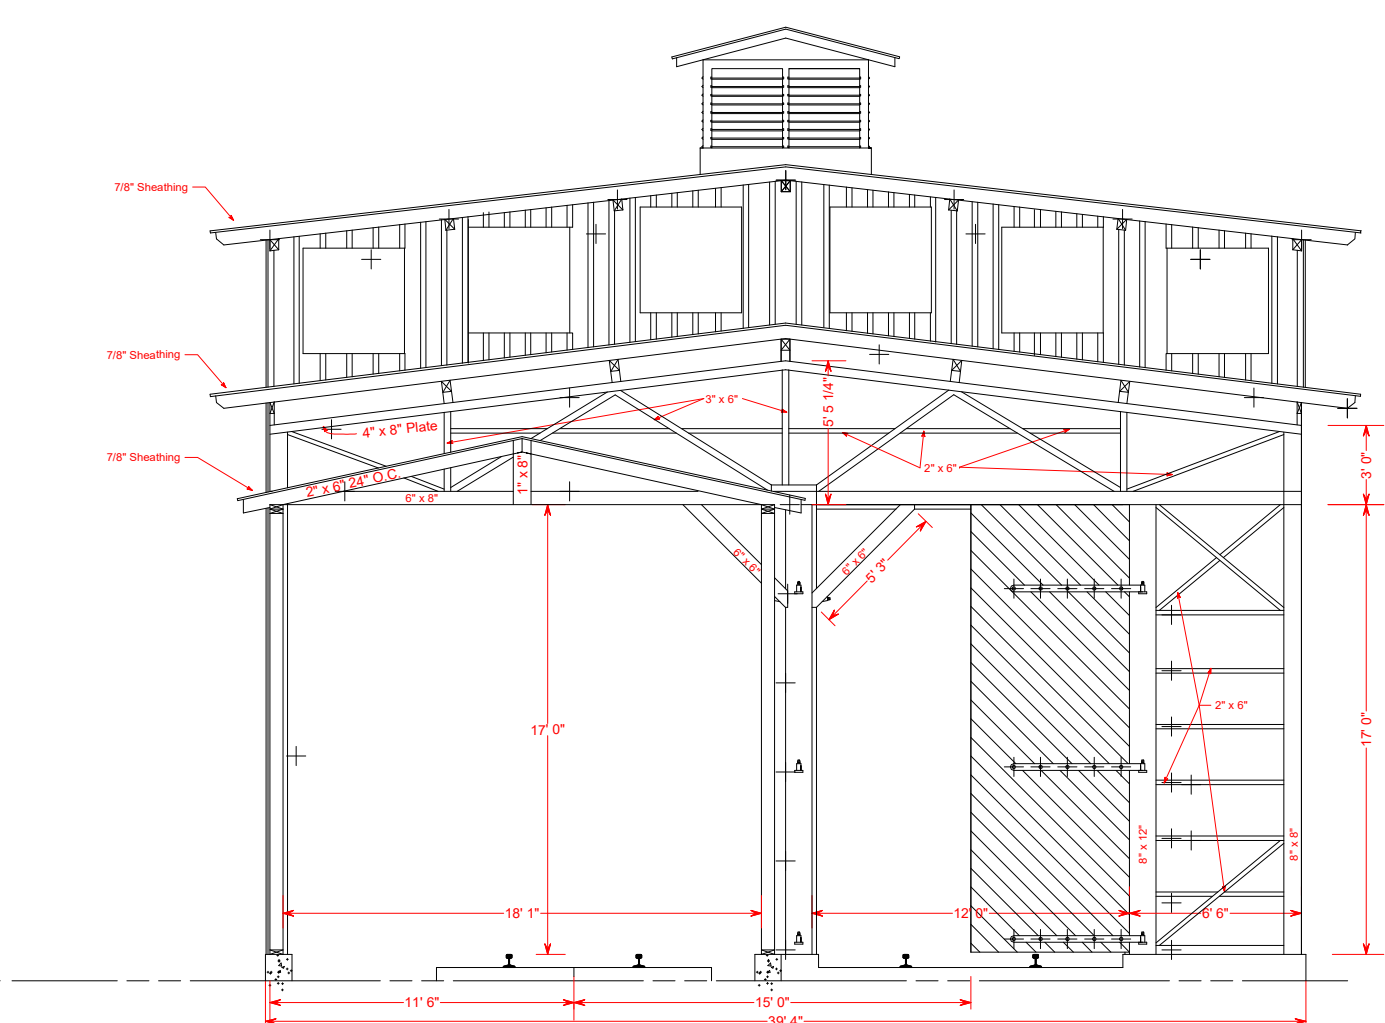 7/8" Sheathing
7/8" Sheathing
3" x 6"
5' 5 1/4"
4" x 8" Plate
7/8" Sheathing
2" x 6" 24" O.C.
1" x 8"
2" x 6"
3' 0"
6" x 8"
6" x 6"
6" x 6"
5' 3"
17' 0"
2" x 6"
17' 0"
8" x 12"
8" x 8"
18' 1"
12' 0"
6' 6"
11' 6"
15' 0"
39' 4"